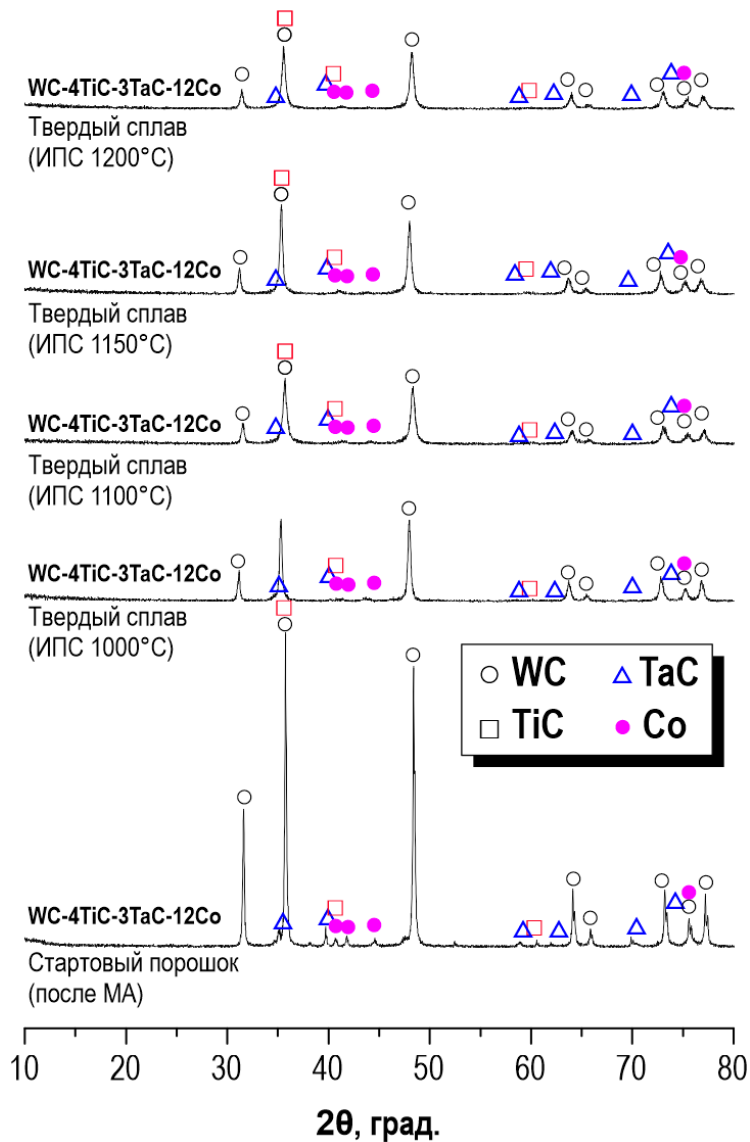 WC-4TiC-3TaC-12Co
Твердый сплав
(ИПС 1200°C)
WC-4TiC-3TaC-12Co
Твердый сплав
(ИПС 1150°C)
WC-4TiC-3TaC-12Co
Твердый сплав
(ИПС 1100°C)
WC-4TiC-3TaC-12Co
Твердый сплав
(ИПС 1000°C)
WC TaC
TiC Co
WC-4TiC-3TaC-12Co
Стартовый порошок
(после МА)
10 20 30 40 50 60 70 80
2θ, град.